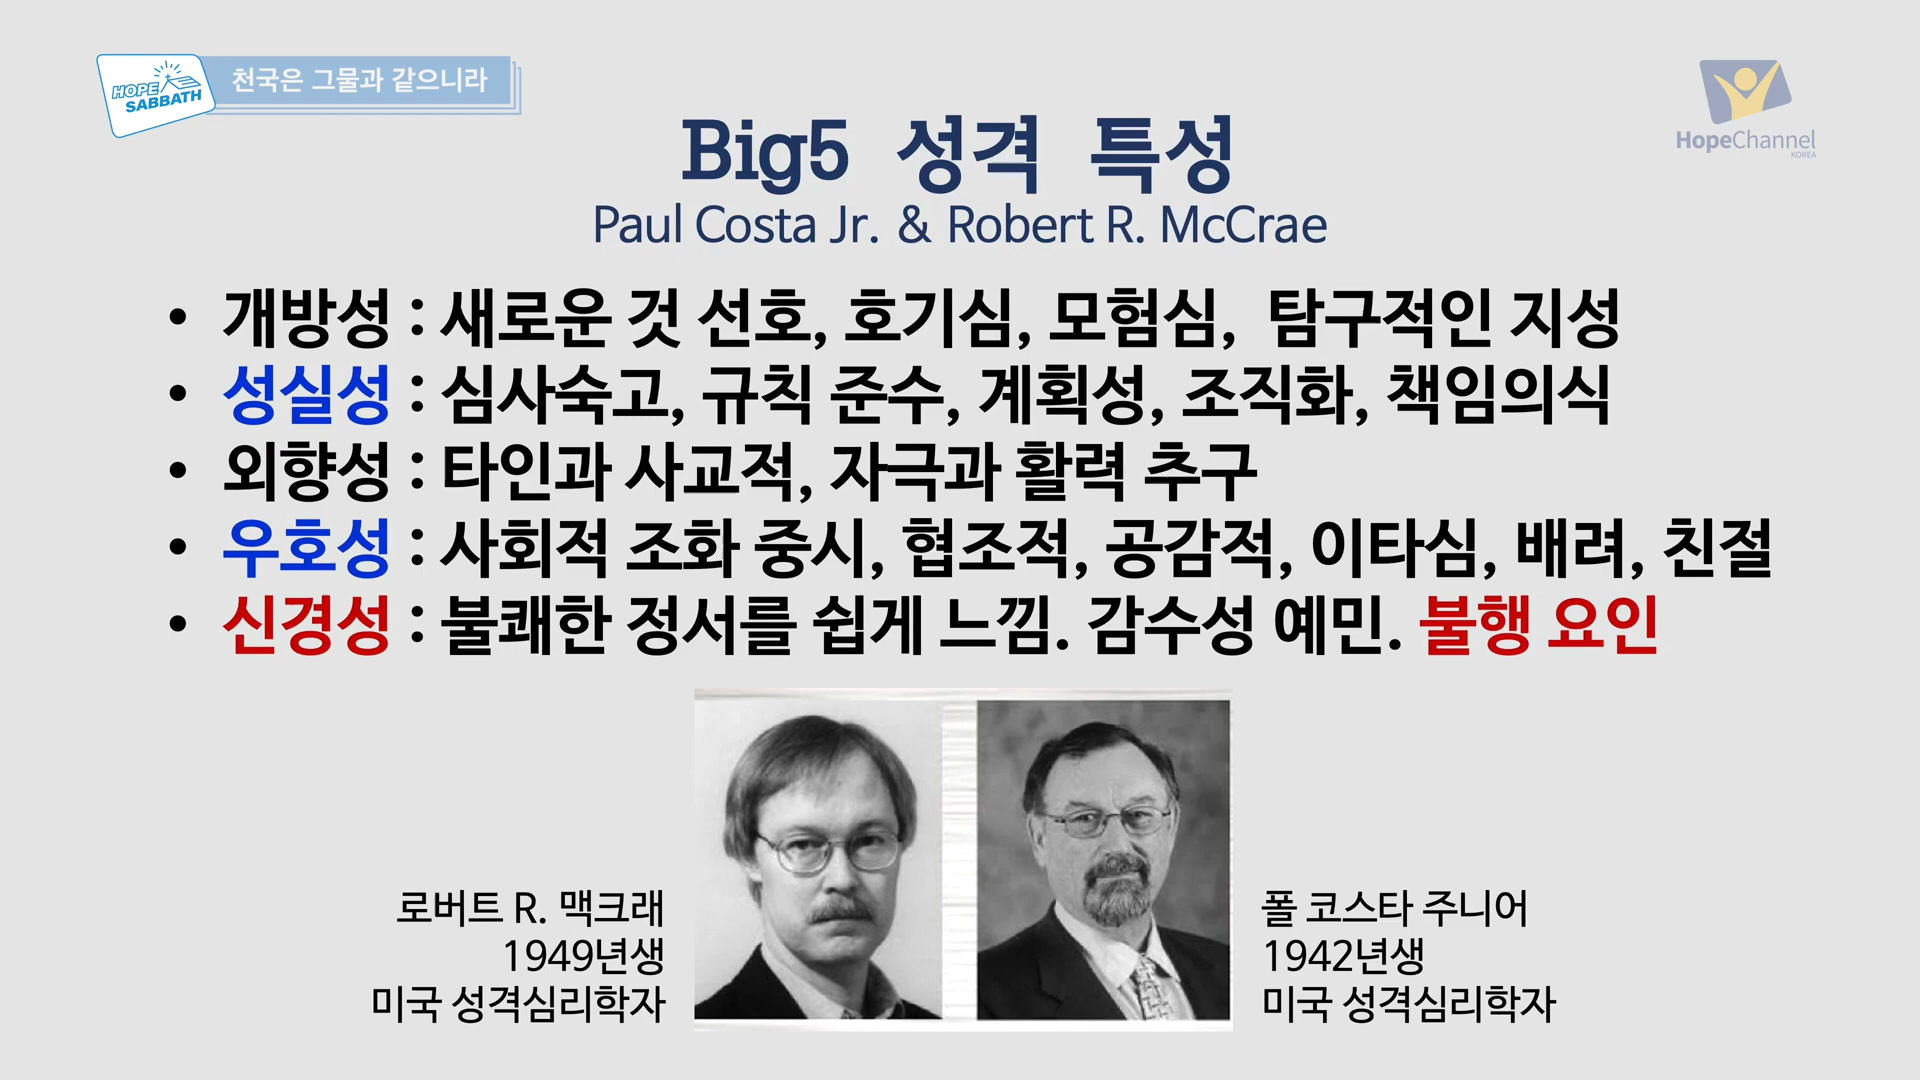 HOPE
SABBATH
천국은 그물과 같으니라
HopeChannel
KOREA
Big5 성격 특성
Paul Costa Jr. & Robert R. McCrae
• 개방성 : 새로운 것 선호, 호기심, 모험심, 탐구적인 지성
• 성실성 : 심사숙고, 규칙 준수, 계획성, 조직화, 책임의식
• 외향성 : 타인과 사교적, 자극과 활력 추구
• 우호성 : 사회적 조화 중시, 협조적, 공감적, 이타심, 배려, 친절
• 신경성 : 불쾌한 정서를 쉽게 느낌. 감수성 예민. 불행 요인
로버트 R. 맥크래
1949년생
미국 성격심리학자
폴 코스타 주니어
1942년생
미국 성격심리학자